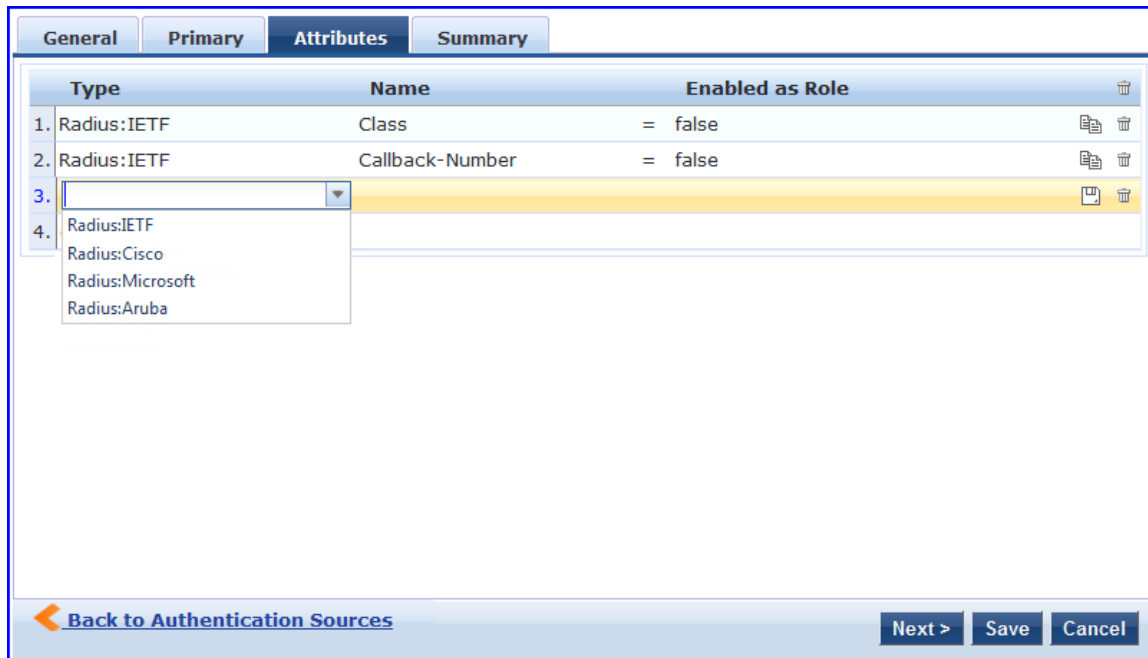 General Primary Attributes Summary
Type Name Enabled as Role
1. Radius:IETF Class = false
2. Radius:IETF Callback-Number = false
3.
4.
Radius:IETF
Radius:Cisco
Radius:Microsoft
Radius:Aruba
Back to Authentication Sources Next > Save Cancel